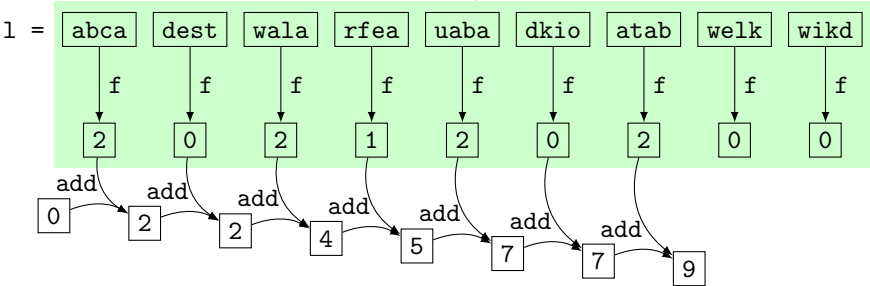 l = abca dest wala rfea uaba dkio atab welk wikd
f f f f f f f f f
2 0 2 1 2 0 2 0 0
add add add add add add add
0 2 2 4 5 7 7 9